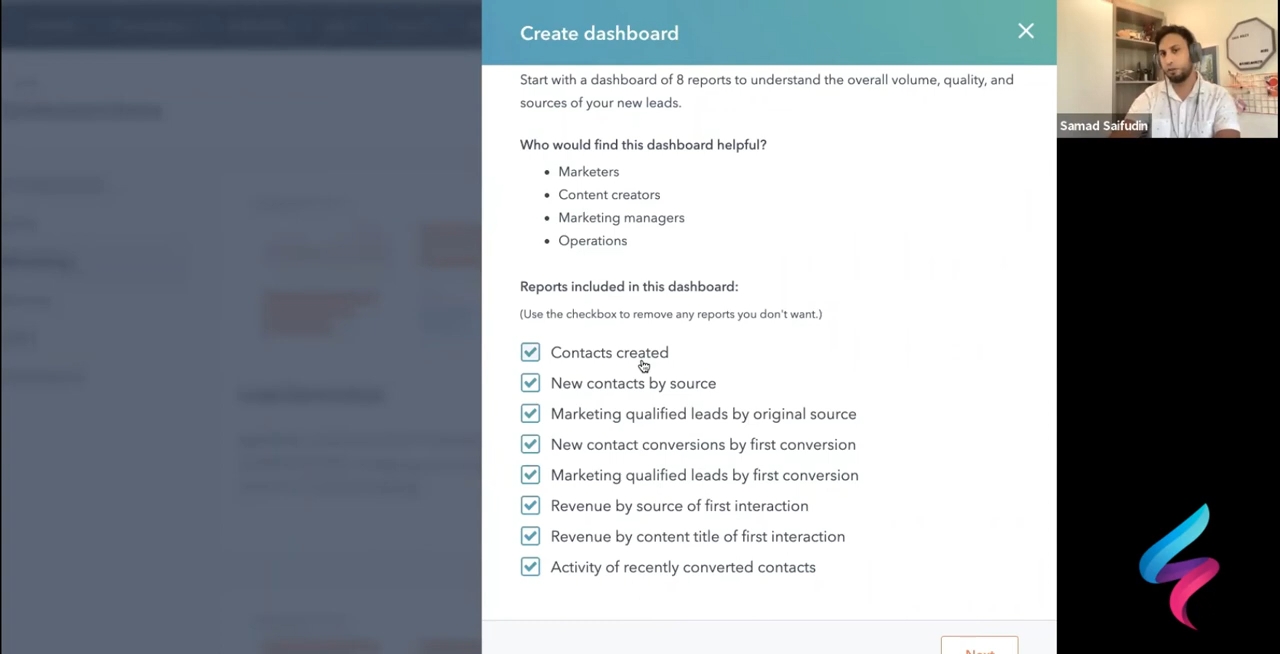 Create dashboard
Start with a dashboard of 8 reports to understand the overall volume, quality, and
sources of your new leads.
Who would find this dashboard helpful?
Marketers
Content creators
Marketing managers
Operations
Reports included in this dashboard:
(Use the checkbox to remove any reports you don't want.)
Contacts created
New contacts by source
Marketing qualified leads by original source
New contact conversions by first conversion
Marketing qualified leads by first conversion
Revenue by source of first interaction
Revenue by content title of first interaction
Activity of recently converted contacts
Next
Samad Saifudin